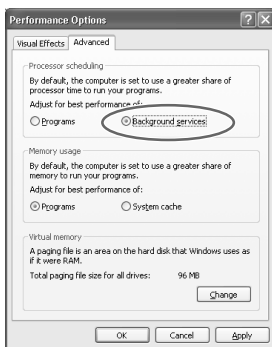 Performance Options
Visual Effects Advanced
Processor scheduling
By default, the computer is set to use a greater share of
processor time to run your programs.
Adjust for best performance of:
Programs Background services
Memory usage
By default, the computer is set to use a greater share of
memory to run your programs.
Adjust for best performance of:
Programs System cache
Virtual memory
A paging file is an area on the hard disk that Windows uses as
if it were RAM.
Total paging file size for all drives: 96 MB
Change
OK Cancel Apply